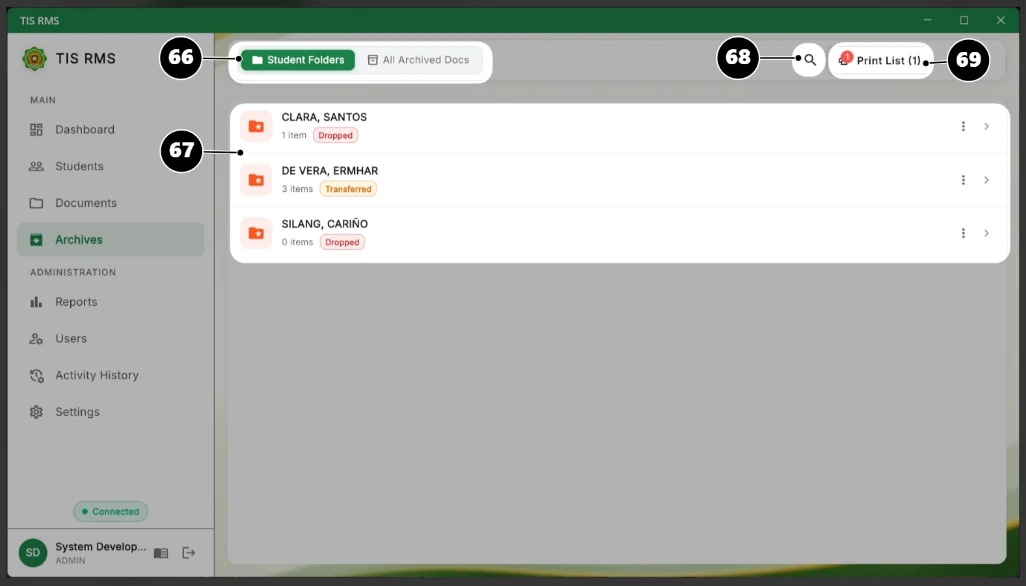 TIS RMS
TIS RMS
66
Student Folders
All Archived Docs
68
1
Print List (1)
69
MAIN
Dashboard
Students
Documents
Archives
ADMINISTRATION
Reports
Users
Activity History
Settings
67
CLARA, SANTOS
1 item Dropped
DE VERA, ERMHAR
3 items Transferred
SILANG, CARIÑO
0 items Dropped
Connected
SD
System Develop...
ADMIN